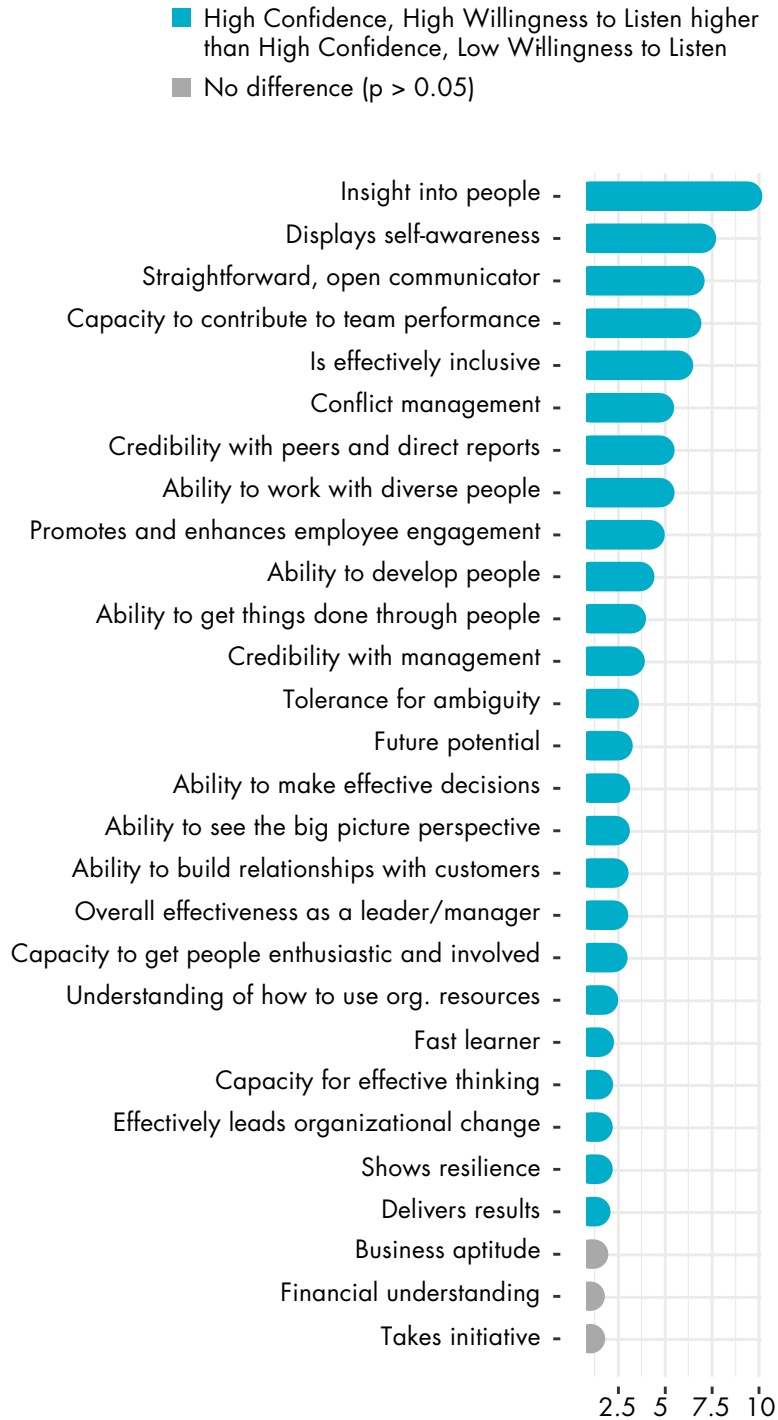 High Confidence, High Willingness to Listen higher
than High Confidence, Low Willingness to Listen
No difference (p > 0.05)
Insight into people
Displays self-awareness
Straightforward, open communicator
Capacity to contribute to team performance
Is effectively inclusive
Conflict management
Credibility with peers and direct reports
Ability to work with diverse people
Promotes and enhances employee engagement
Ability to develop people
Ability to get things done through people
Credibility with management
Tolerance for ambiguity
Future potential
Ability to make effective decisions
Ability to see the big picture perspective
Ability to build relationships with customers
Overall effectiveness as a leader/manager
Capacity to get people enthusiastic and involved
Understanding of how to use org. resources
Fast learner
Capacity for effective thinking
Effectively leads organizational change
Shows resilience
Delivers results
Business aptitude
Financial understanding
Takes initiative
2.5 5 7.5 10